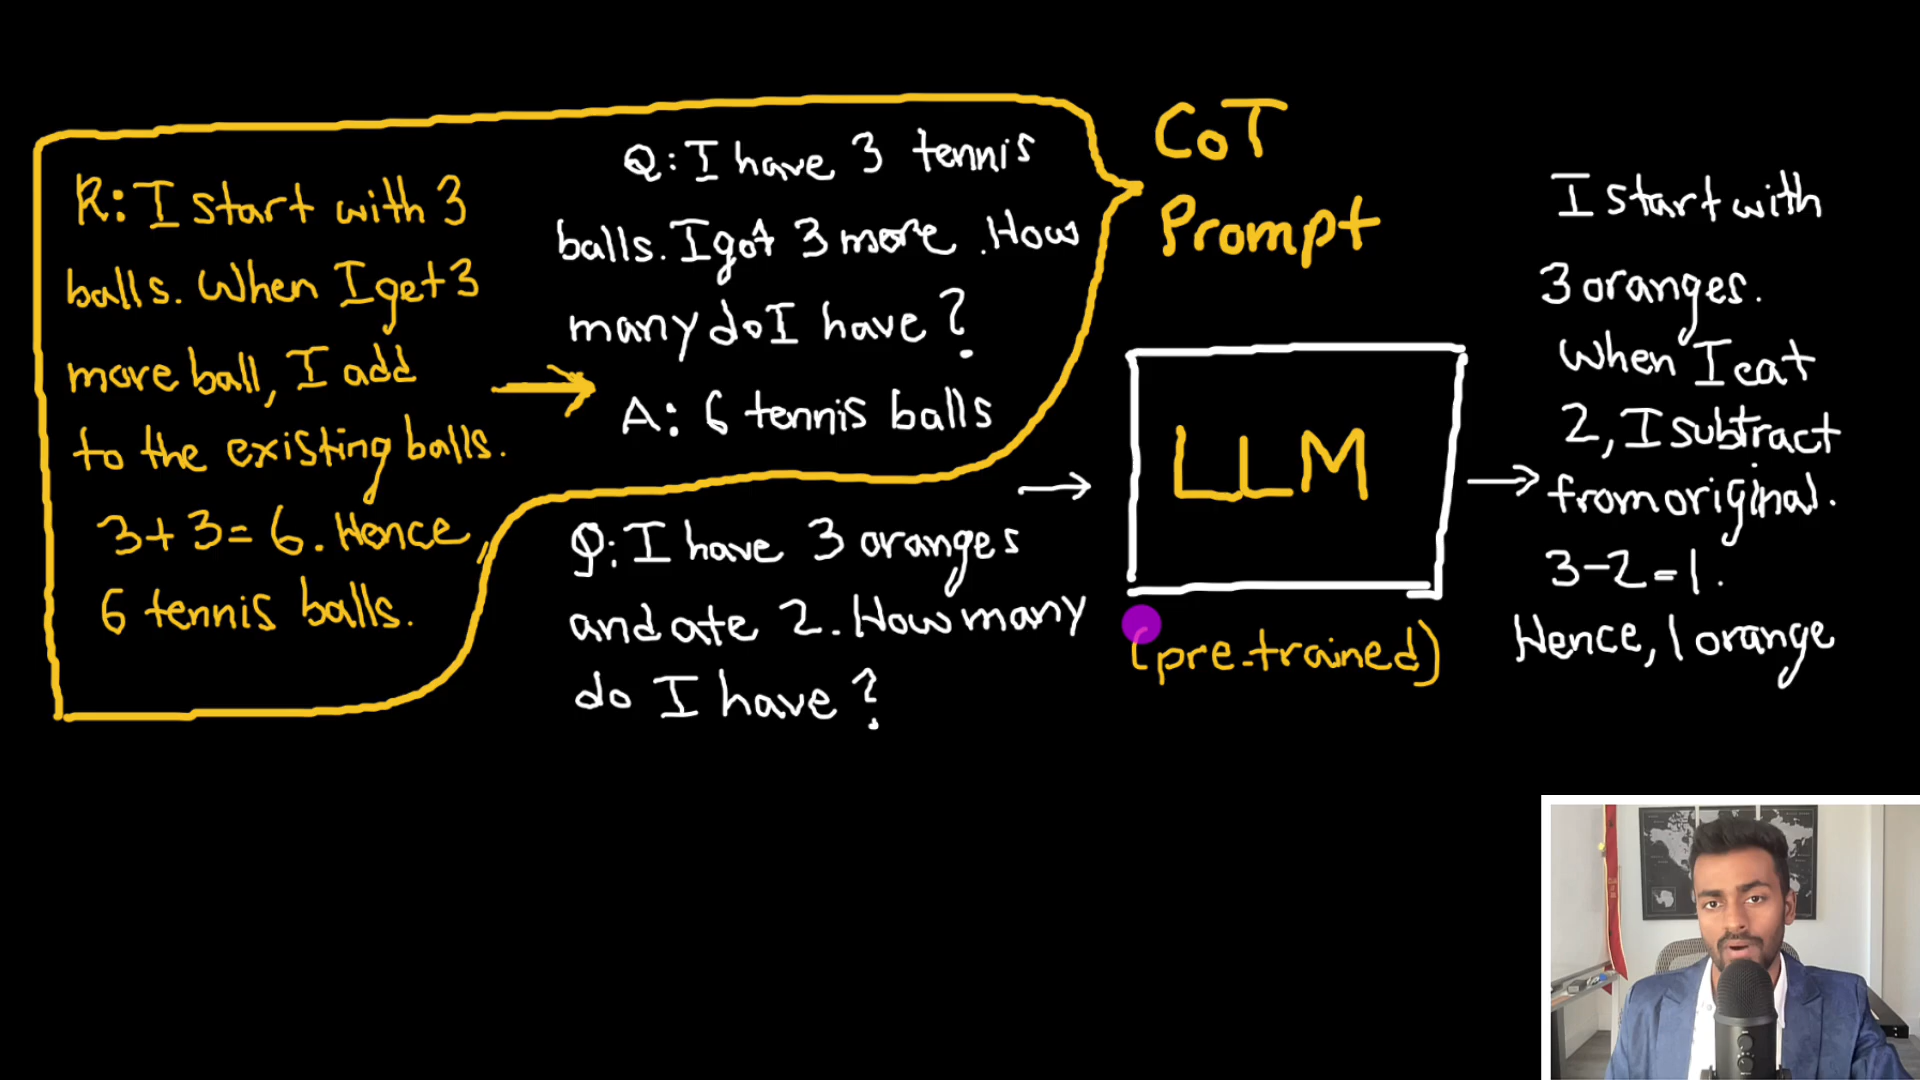 R: I start with 3
balls. When I get 3
more ball, I add
to the existing balls.
3+3=6. Hence,
6 tennis balls.
Q: I have 3 tennis
balls. I got 3 more. How
many do I have?
A: 6 tennis balls
Q: I have 3 oranges
and ate 2. How many
do I have?
CoT
Prompt
LLM
(pre-trained)
I start with
3 oranges.
When I eat
2, I subtract
from original.
3-2=1.
Hence, 1 orange